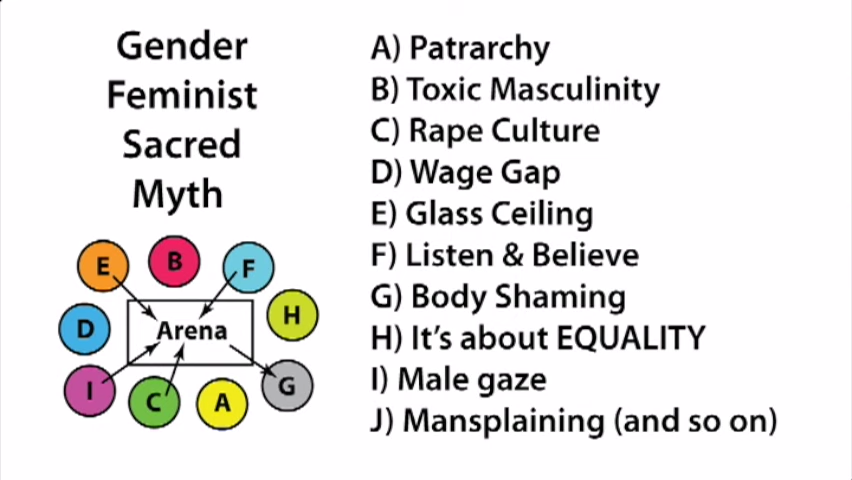 Gender
Feminist
Sacred
Myth
E
B
F
D
Arena
H
I
C
A
G
A) Patrarchy
B) Toxic Masculinity
C) Rape Culture
D) Wage Gap
E) Glass Ceiling
F) Listen & Believe
G) Body Shaming
H) It's about EQUALITY
I) Male gaze
J) Mansplaining (and so on)